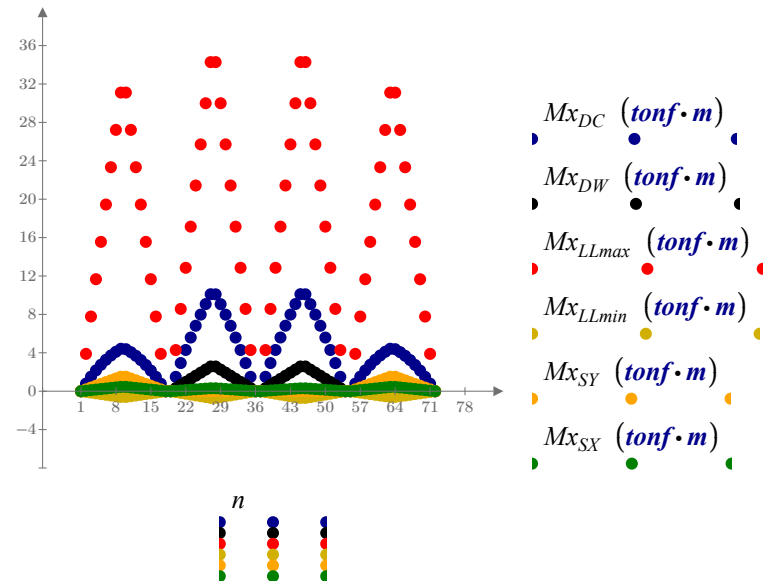 36
32
28
24
20
16
12
8
4
0
−4
1 8 15 22 29 36 43 50 57 64 71 78
Mx_DC (tonf·m)
Mx_DW (tonf·m)
Mx_LLmax (tonf·m)
Mx_LLmin (tonf·m)
Mx_SY (tonf·m)
Mx_SX (tonf·m)
n